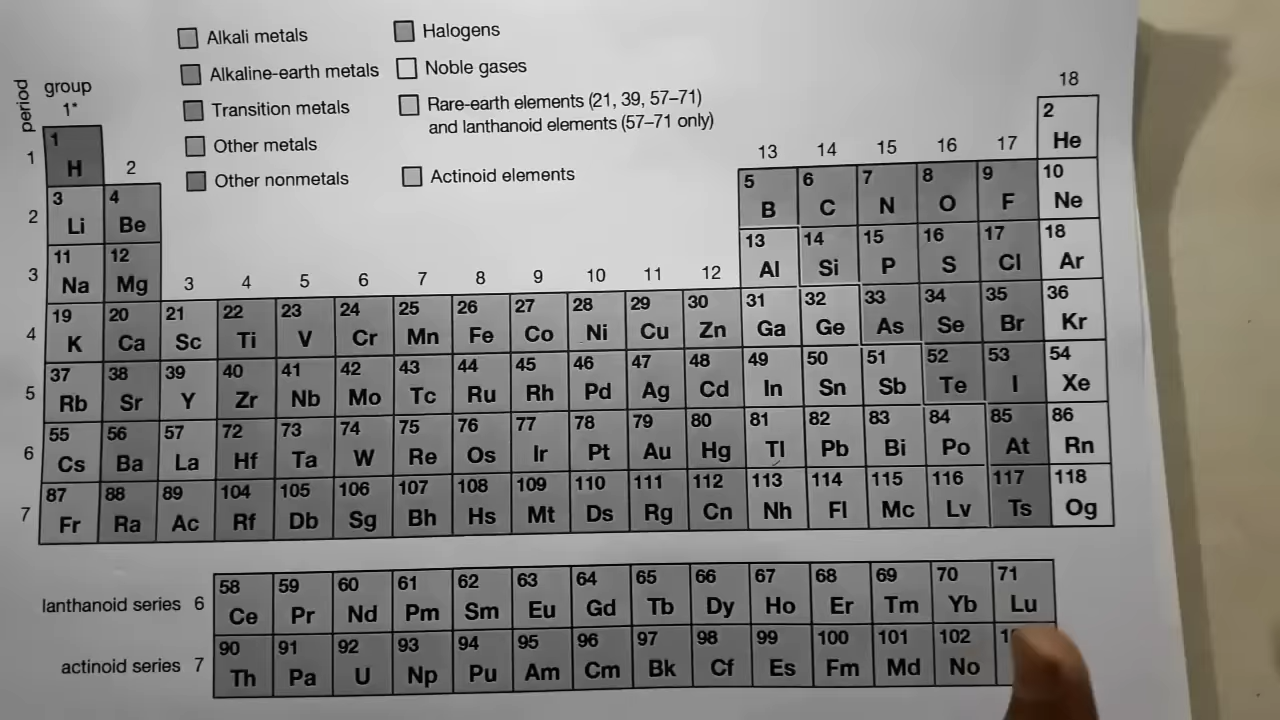 Alkali metals
Alkaline-earth metals
Transition metals
Other metals
Other nonmetals
Halogens
Noble gases
Rare-earth elements (21, 39, 57–71)
and lanthanoid elements (57–71 only)
Actinoid elements
period
group
1* 2 3 4 5 6 7 8 9 10 11 12 13 14 15 16 17 18
1
1 2
H He
2
3 4 5 6 7 8 9 10
Li Be B C N O F Ne
3
11 12 13 14 15 16 17 18
Na Mg Al Si P S Cl Ar
4
19 20 21 22 23 24 25 26 27 28 29 30 31 32 33 34 35 36
K Ca Sc Ti V Cr Mn Fe Co Ni Cu Zn Ga Ge As Se Br Kr
5
37 38 39 40 41 42 43 44 45 46 47 48 49 50 51 52 53 54
Rb Sr Y Zr Nb Mo Tc Ru Rh Pd Ag Cd In Sn Sb Te I Xe
6
55 56 57 72 73 74 75 76 77 78 79 80 81 82 83 84 85 86
Cs Ba La Hf Ta W Re Os Ir Pt Au Hg Tl Pb Bi Po At Rn
7
87 88 89 104 105 106 107 108 109 110 111 112 113 114 115 116 117 118
Fr Ra Ac Rf Db Sg Bh Hs Mt Ds Rg Cn Nh Fl Mc Lv Ts Og
58 59 60 61 62 63 64 65 66 67 68 69 70 71
lanthanoid series 6 Ce Pr Nd Pm Sm Eu Gd Tb Dy Ho Er Tm Yb Lu
90 91 92 93 94 95 96 97 98 99 100 101 102
actinoid series 7 Th Pa U Np Pu Am Cm Bk Cf Es Fm Md No